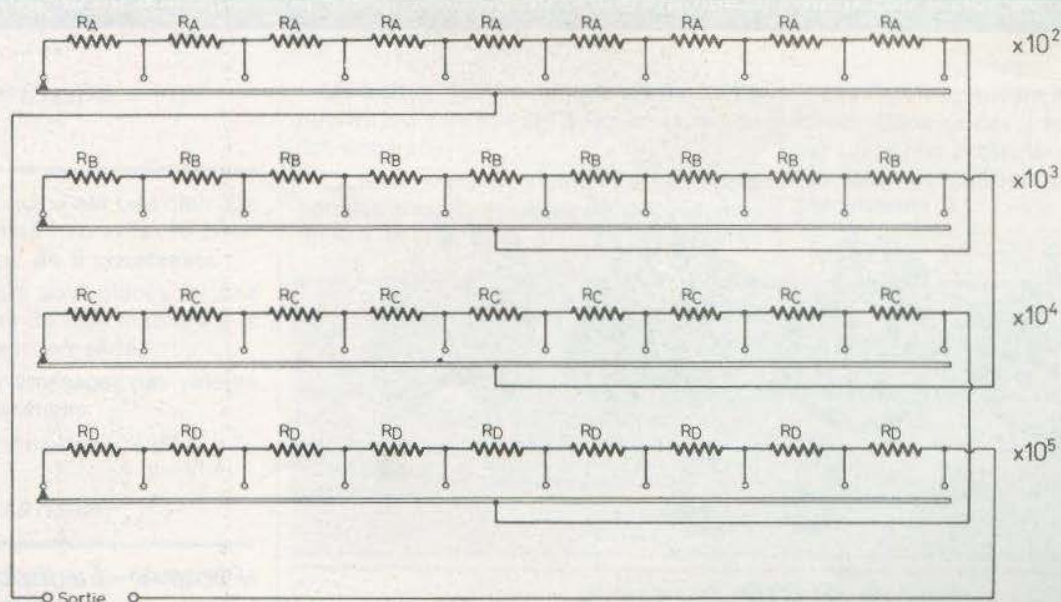 RA RA RA RA RA RA RA RA RA x10²
RB RB RB RB RB RB RB RB RB x10³
RC RC RC RC RC RC RC RC RC x10⁴
RD RD RD RD RD RD RD RD RD x10⁵
Sortie